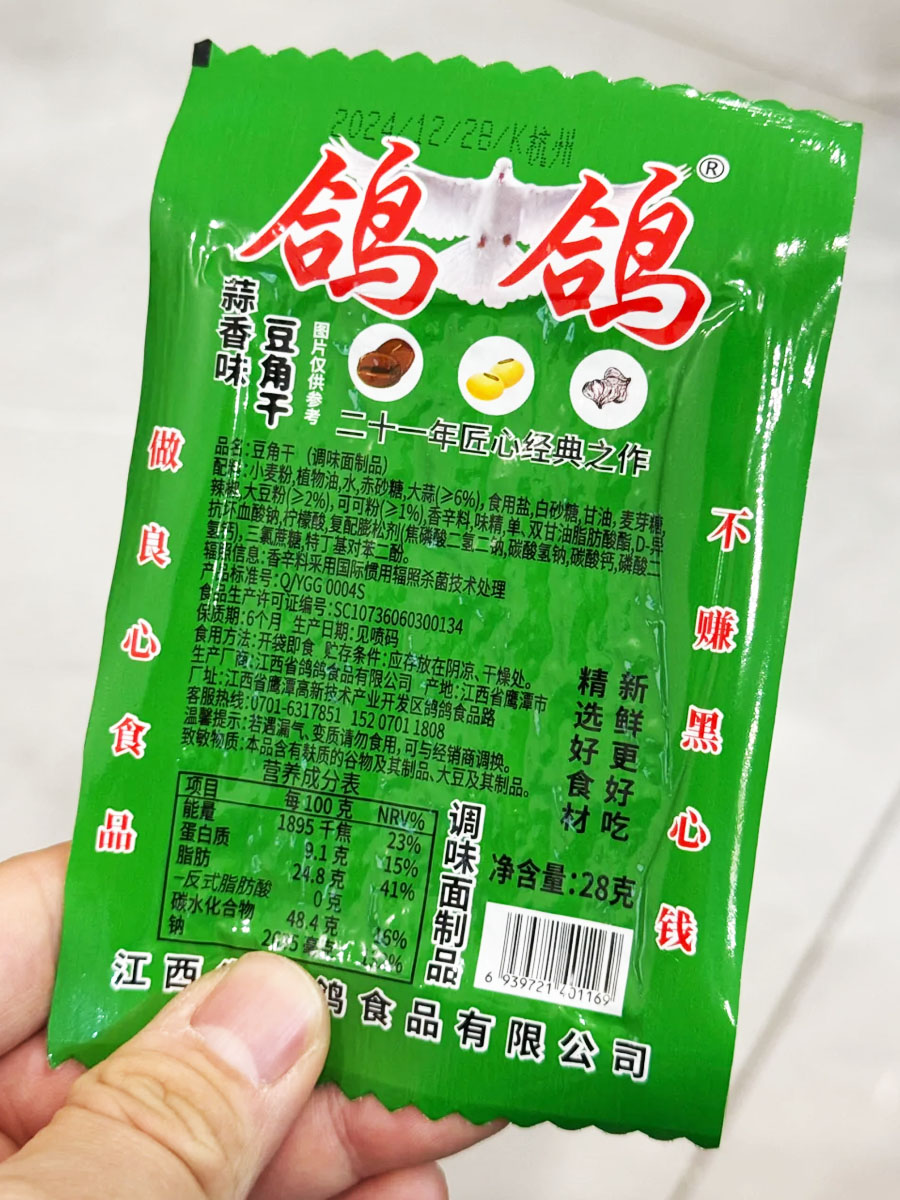 2024/12/28/K杭州
鸽鸽®
蒜香味
豆角干
图片仅供参考
二十一年匠心经典之作
做良心食品
不赚黑心钱
品名:豆角干 (调味面制品)
配料:小麦粉,植物油,水,赤砂糖,大蒜(≥6%),食用盐,白砂糖,甘油,麦芽糖,
辣椒,大豆粉(≥2%),可可粉(≥1%),香辛料,味精,单、双甘油脂肪酸酯,D-异
抗坏血酸钠,柠檬酸,复配膨松剂(焦磷酸二氢二钠,碳酸氢钠,碳酸钙,磷酸二
氢钙),三氯蔗糖,特丁基对苯二酚。
辐照信息:香辛料采用国际惯用辐照杀菌技术处理
产品标准号:Q/YGG 0004S
食品生产许可证编号:SC10736060300134
保质期:6个月 生产日期:见喷码
食用方法:开袋即食 贮存条件:应存放在阴凉、干燥处。
生产厂商:江西省鸽鸽食品有限公司 产地:江西省鹰潭市
厂址:江西省鹰潭高新技术产业开发区鸽鸽食品路
客服热线:0701-6317851 152 0701 1808
温馨提示:若遇漏气、变质请勿食用,可与经销商调换。
致敏物质:本品含有麸质的谷物及其制品、大豆及其制品。
新鲜更好吃
精选好食材
营养成分表
项目 每100克 NRV%
能量 1895千焦 23%
蛋白质 9.1克 15%
脂肪 24.8克 41%
-反式脂肪酸 0克
碳水化合物 48.4克 16%
钠
调味面制品
净含量:28克
6 939721 401169
江西 鸽食品有限公司